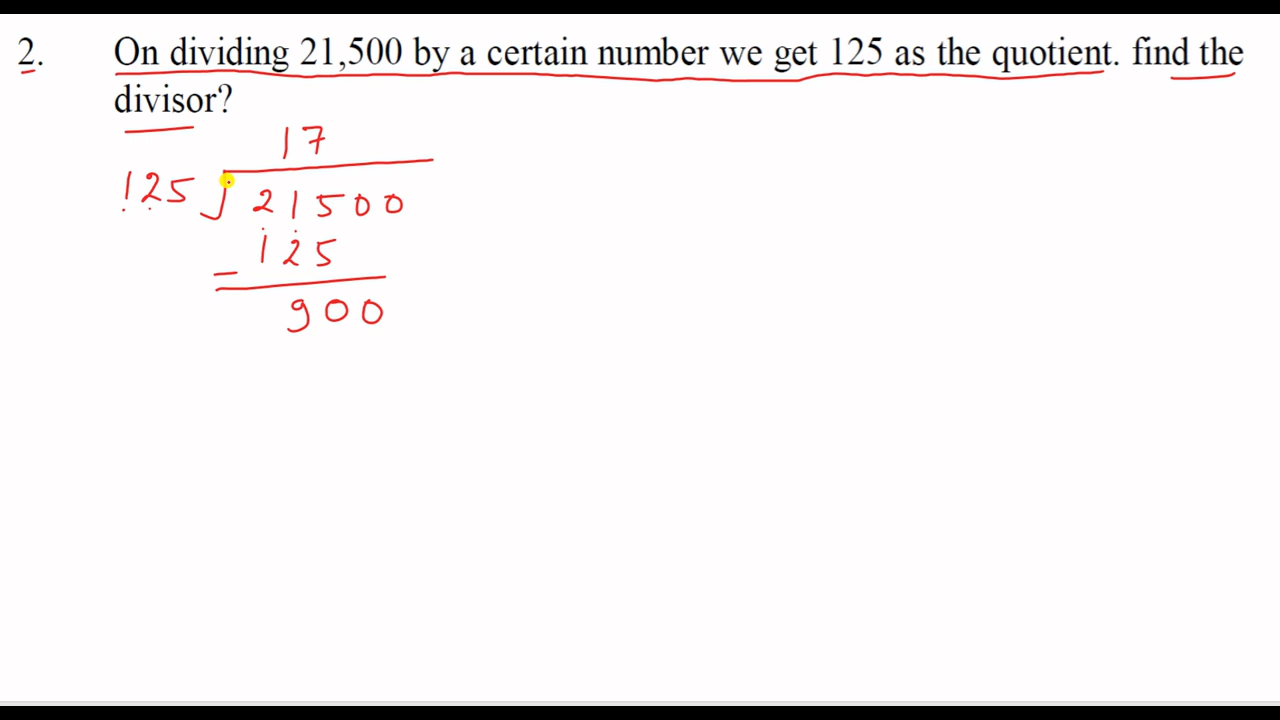 2. On dividing 21,500 by a certain number we get 125 as the quotient. find the
divisor?
17
125 21500
- 125
900